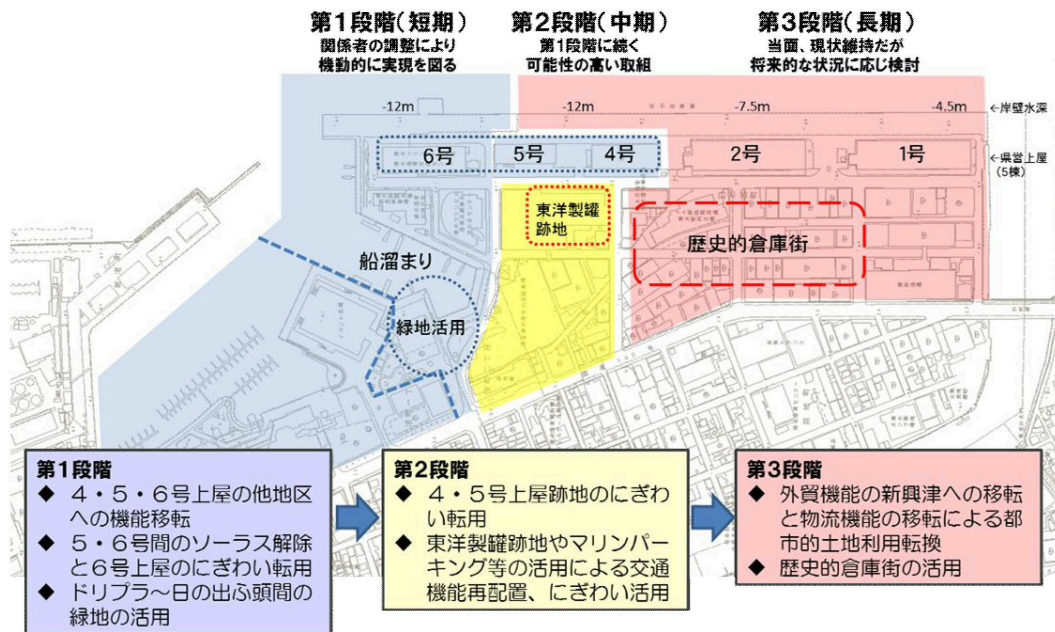 第1段階(短期)
関係者の調整により
機動的に実現を図る
第2段階(中期)
第1段階に続く
可能性の高い取組
第3段階(長期)
当面、現状維持だが
将来的な状況に応じ検討
-12m
-12m
-7.5m
-4.5m
←岸壁水深
6号
5号
4号
2号
1号
←県営上屋
(5棟)
東洋製罐
跡地
歴史的倉庫街
船溜まり
緑地活用
第1段階
◆ 4・5・6号上屋の他地区
への機能移転
◆ 5・6号間のソーラス解除
と6号上屋のにぎわい転用
◆ ドリプラ~日の出ふ頭間の
緑地の活用
第2段階
◆ 4・5号上屋跡地のにぎわ
い転用
◆ 東洋製罐跡地やマリンパー
キング等の活用による交通
機能再配置、にぎわい活用
第3段階
◆ 外貿機能の新興津への移転
と物流機能の移転による都
市的土地利用転換
◆ 歴史的倉庫街の活用